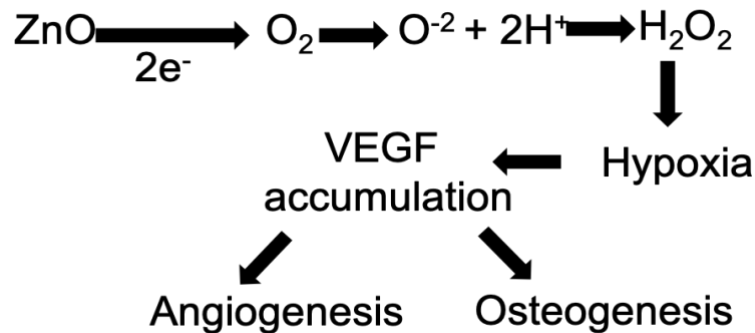 ZnO O₂ O⁻² + 2H⁺ H₂O₂
2e⁻
VEGF
accumulation
Hypoxia
Angiogenesis Osteogenesis